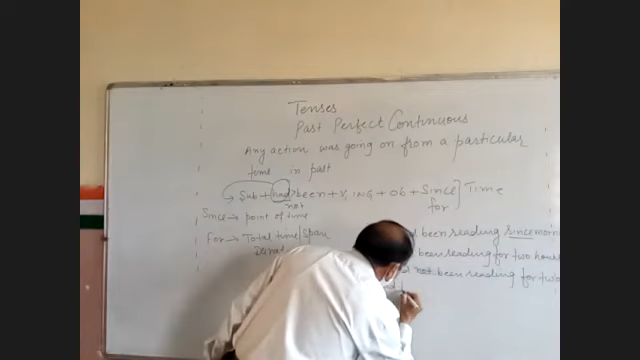 Tenses
Past Perfect Continuous
Any action was going on from a particular
time in past
Sub + had been + V, ING + Ob + Since] Time
not for
Since → point of time
For → Total time/Span
been reading since morn
been reading for two hours
not been reading for two